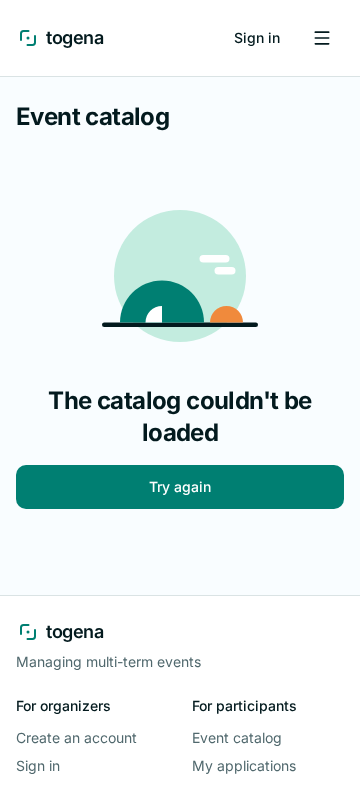 togena
Sign in
Event catalog
The catalog couldn't be
loaded
Try again
togena
Managing multi-term events
For organizers
For participants
Create an account
Event catalog
Sign in
My applications